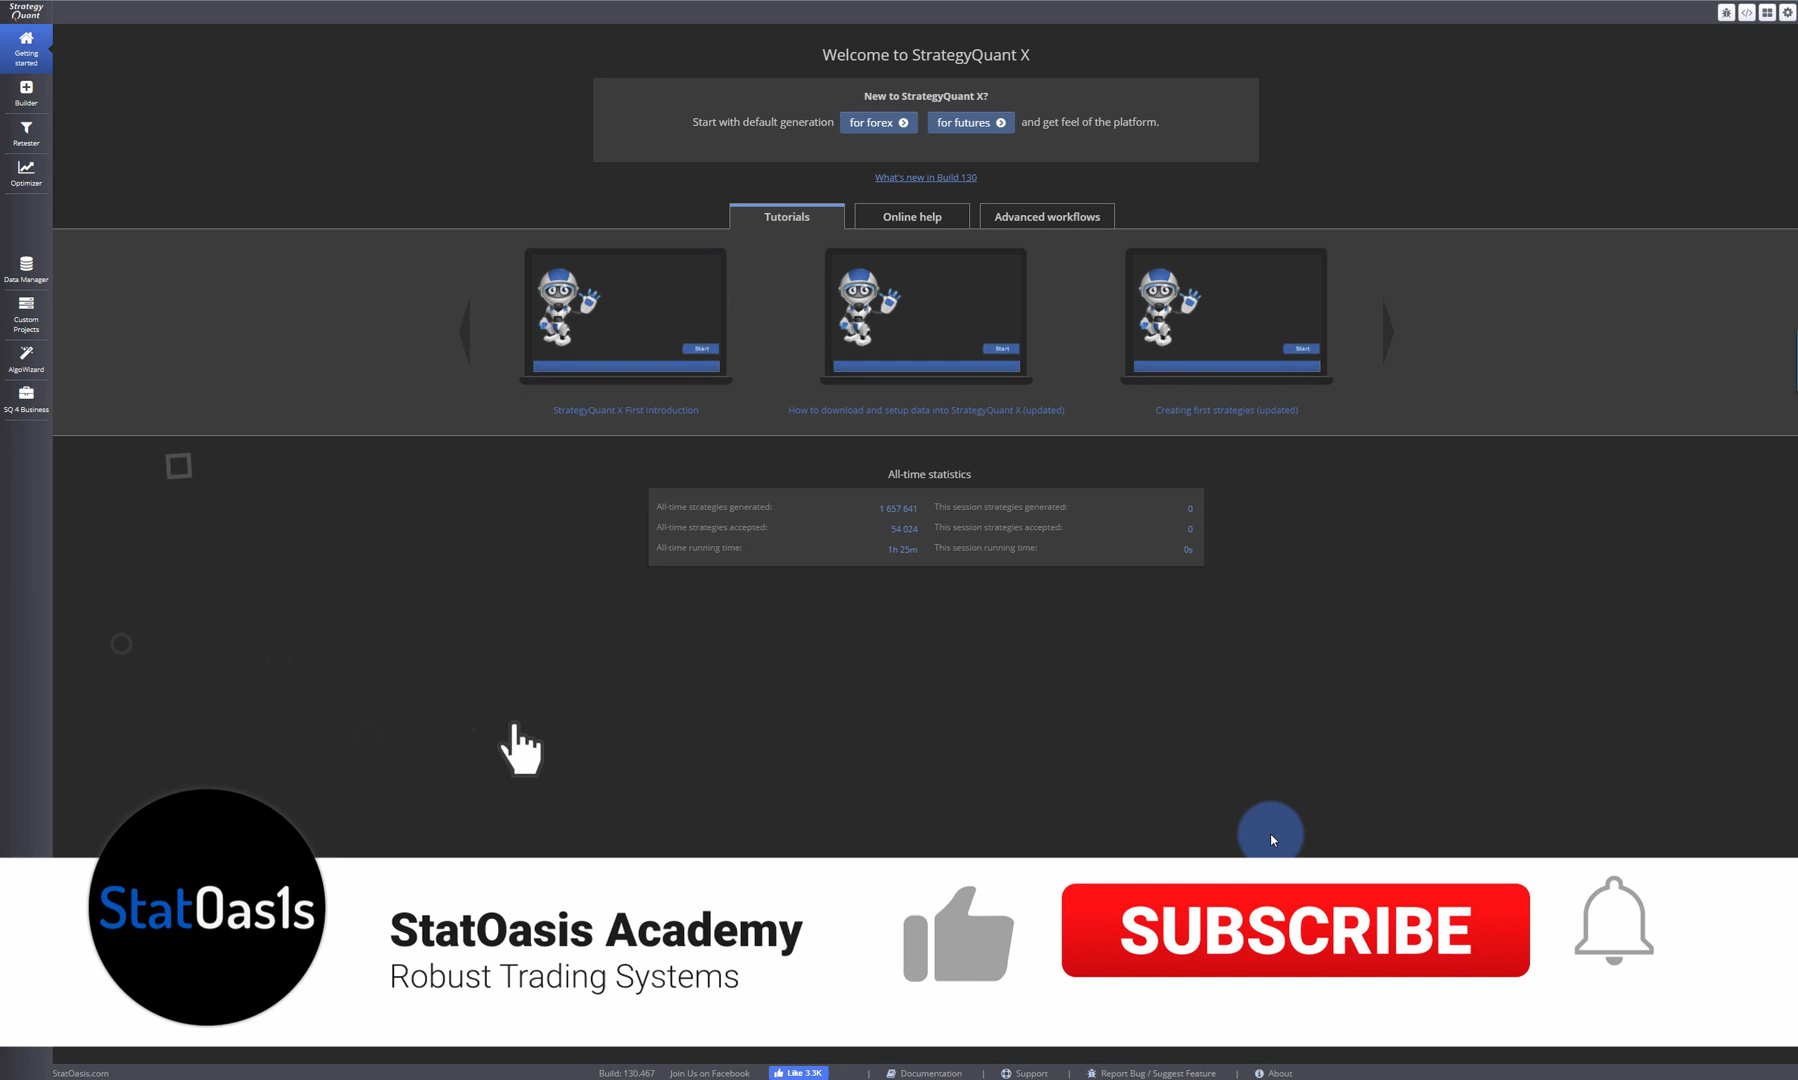 Strategy
Quant
Getting
started
Builder
Retester
Optimizer
Data Manager
Custom
Projects
AlgoWizard
SQ 4 Business
Welcome to StrategyQuant X
New to StrategyQuant X?
Start with default generation for forex for futures and get feel of the platform.
What's new in Build 130
Tutorials Online help Advanced workflows
Start Start Start
StrategyQuant X First introduction How to download and setup data into StrategyQuant X (updated) Creating first strategies (updated)
All-time statistics
All-time strategies generated: 1 657 641 This session strategies generated: 0
All-time strategies accepted: 54 024 This session strategies accepted: 0
All-time running time: 1h 25m This session running time: 0s
StatOas1s
StatOasis Academy
Robust Trading Systems
SUBSCRIBE
StatOasis.com Build: 130.467 Join Us on Facebook Like 3.3K | Documentation | Support | Report Bug / Suggest Feature | About